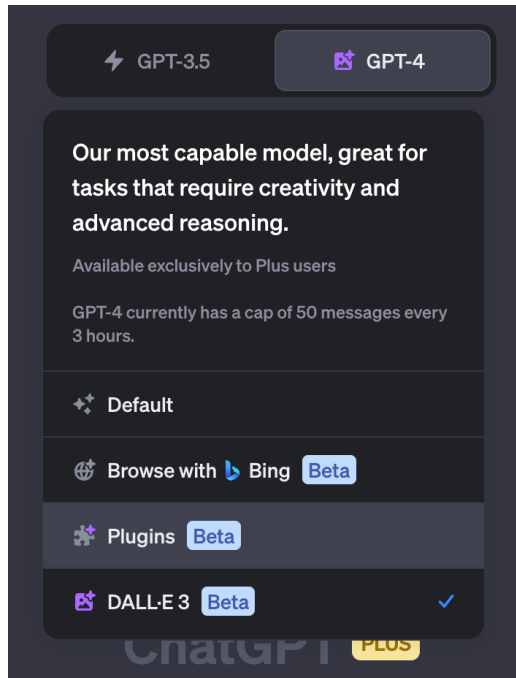 GPT-3.5
GPT-4
Our most capable model, great for
tasks that require creativity and
advanced reasoning.
Available exclusively to Plus users
GPT-4 currently has a cap of 50 messages every
3 hours.
Default
Browse with Bing Beta
Plugins Beta
DALL·E 3 Beta
ChatGPT PLUS